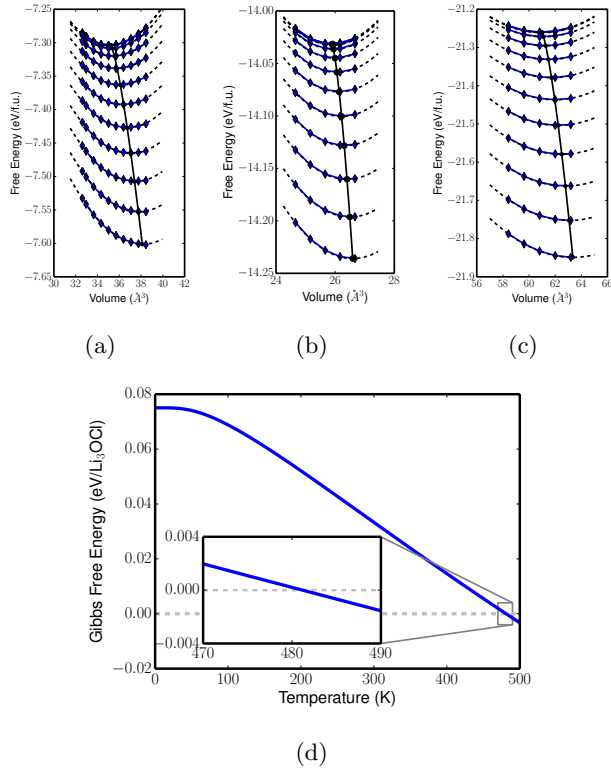 −7.25
−7.30
−7.35
−7.40
−7.45
−7.50
−7.55
−7.60
−7.65
30 32 34 36 38 40 42
Volume (Å³)
Free Energy (eV/f.u.)
(a)
−14.00
−14.05
−14.10
−14.15
−14.20
−14.25
24 26 28
Volume (Å³)
Free Energy (eV/f.u.)
(b)
−21.2
−21.3
−21.4
−21.5
−21.6
−21.7
−21.8
−21.9
56 58 60 62 64 66
Volume (Å³)
Free Energy (eV/f.u.)
(c)
0.08
0.06
0.04
0.02
0.00
−0.02
0 100 200 300 400 500
Temperature (K)
Gibbs Free Energy (eV/Li₃OCl)
0.004
0.000
−0.004
470 480 490
(d)